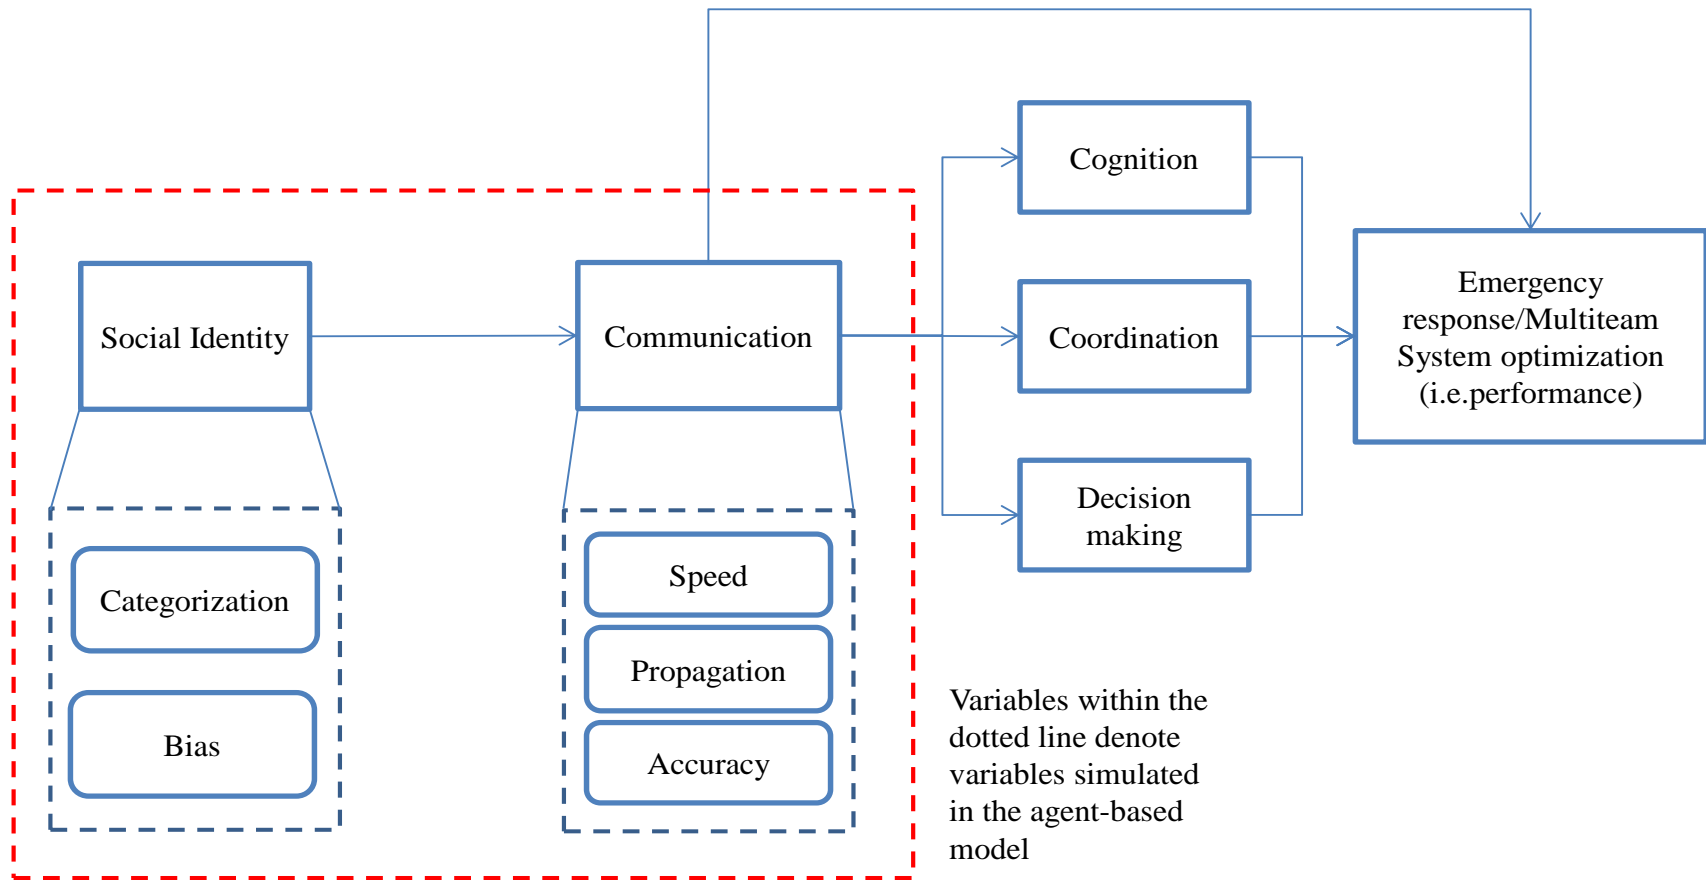 Cognition
Social Identity
Communication
Coordination
Emergency
response/Multiteam
System optimization
(i.e.performance)
Decision
making
Categorization
Bias
Speed
Propagation
Accuracy
Variables within the
dotted line denote
variables simulated
in the agent-based
model